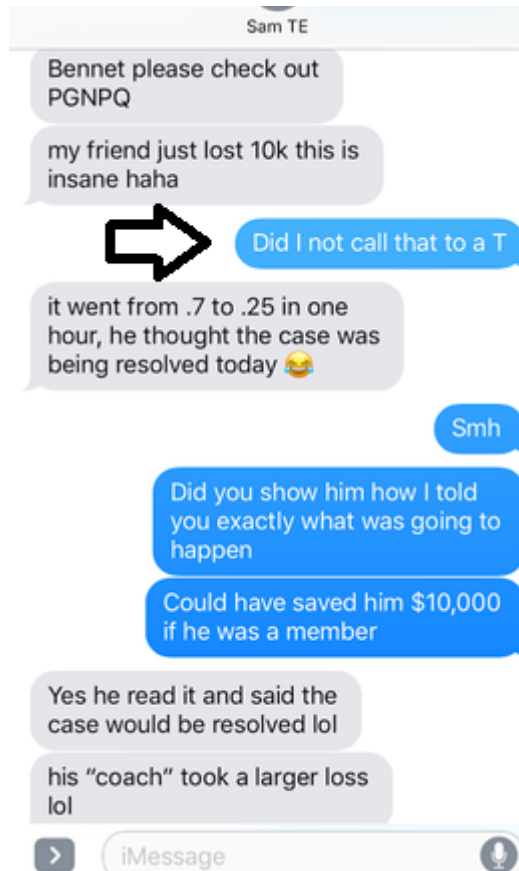 Sam TE
Bennet please check out
PGNPQ
my friend just lost 10k this is
insane haha
Did I not call that to a T
it went from .7 to .25 in one
hour, he thought the case was
being resolved today 😂
Smh
Did you show him how I told
you exactly what was going to
happen
Could have saved him $10,000
if he was a member
Yes he read it and said the
case would be resolved lol
his “coach” took a larger loss
lol
iMessage